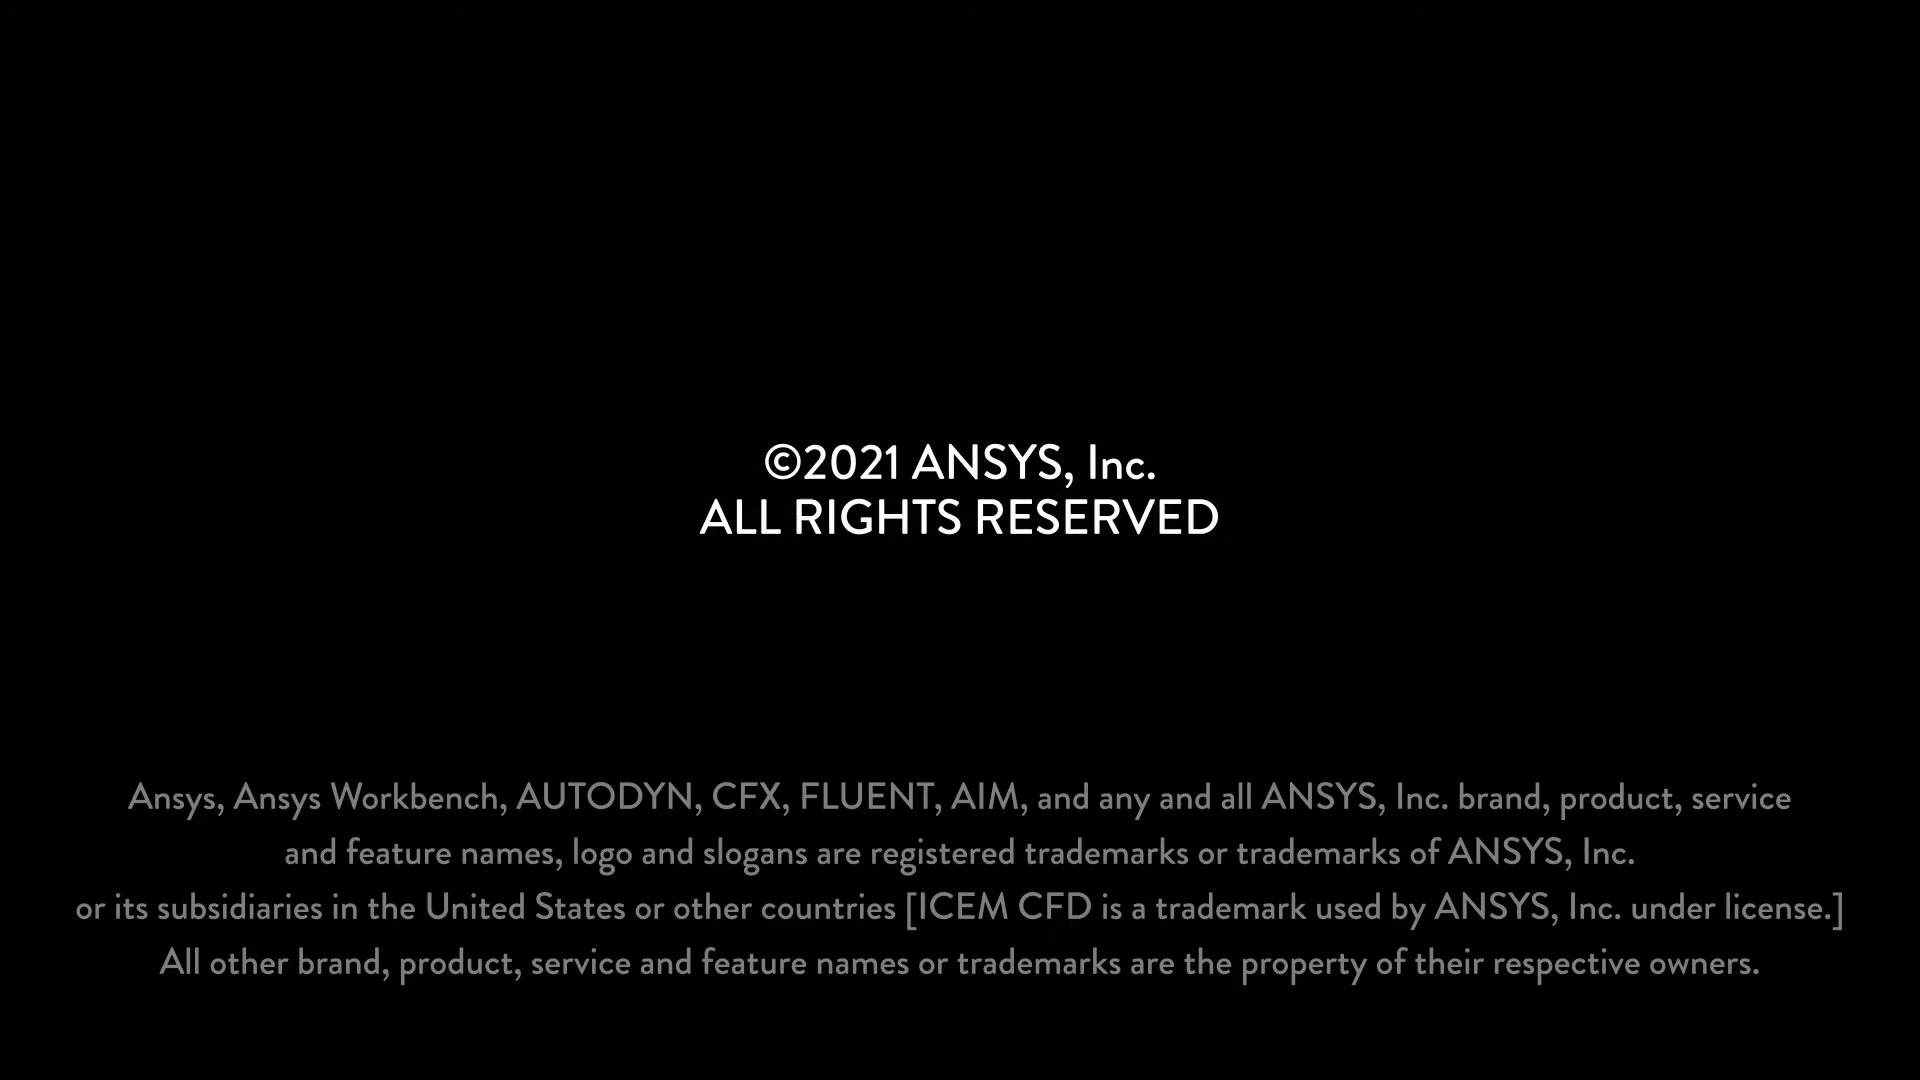 ©2021 ANSYS, Inc.
ALL RIGHTS RESERVED
Ansys, Ansys Workbench, AUTODYN, CFX, FLUENT, AIM, and any and all ANSYS, Inc. brand, product, service
and feature names, logo and slogans are registered trademarks or trademarks of ANSYS, Inc.
or its subsidiaries in the United States or other countries [ICEM CFD is a trademark used by ANSYS, Inc. under license.]
All other brand, product, service and feature names or trademarks are the property of their respective owners.